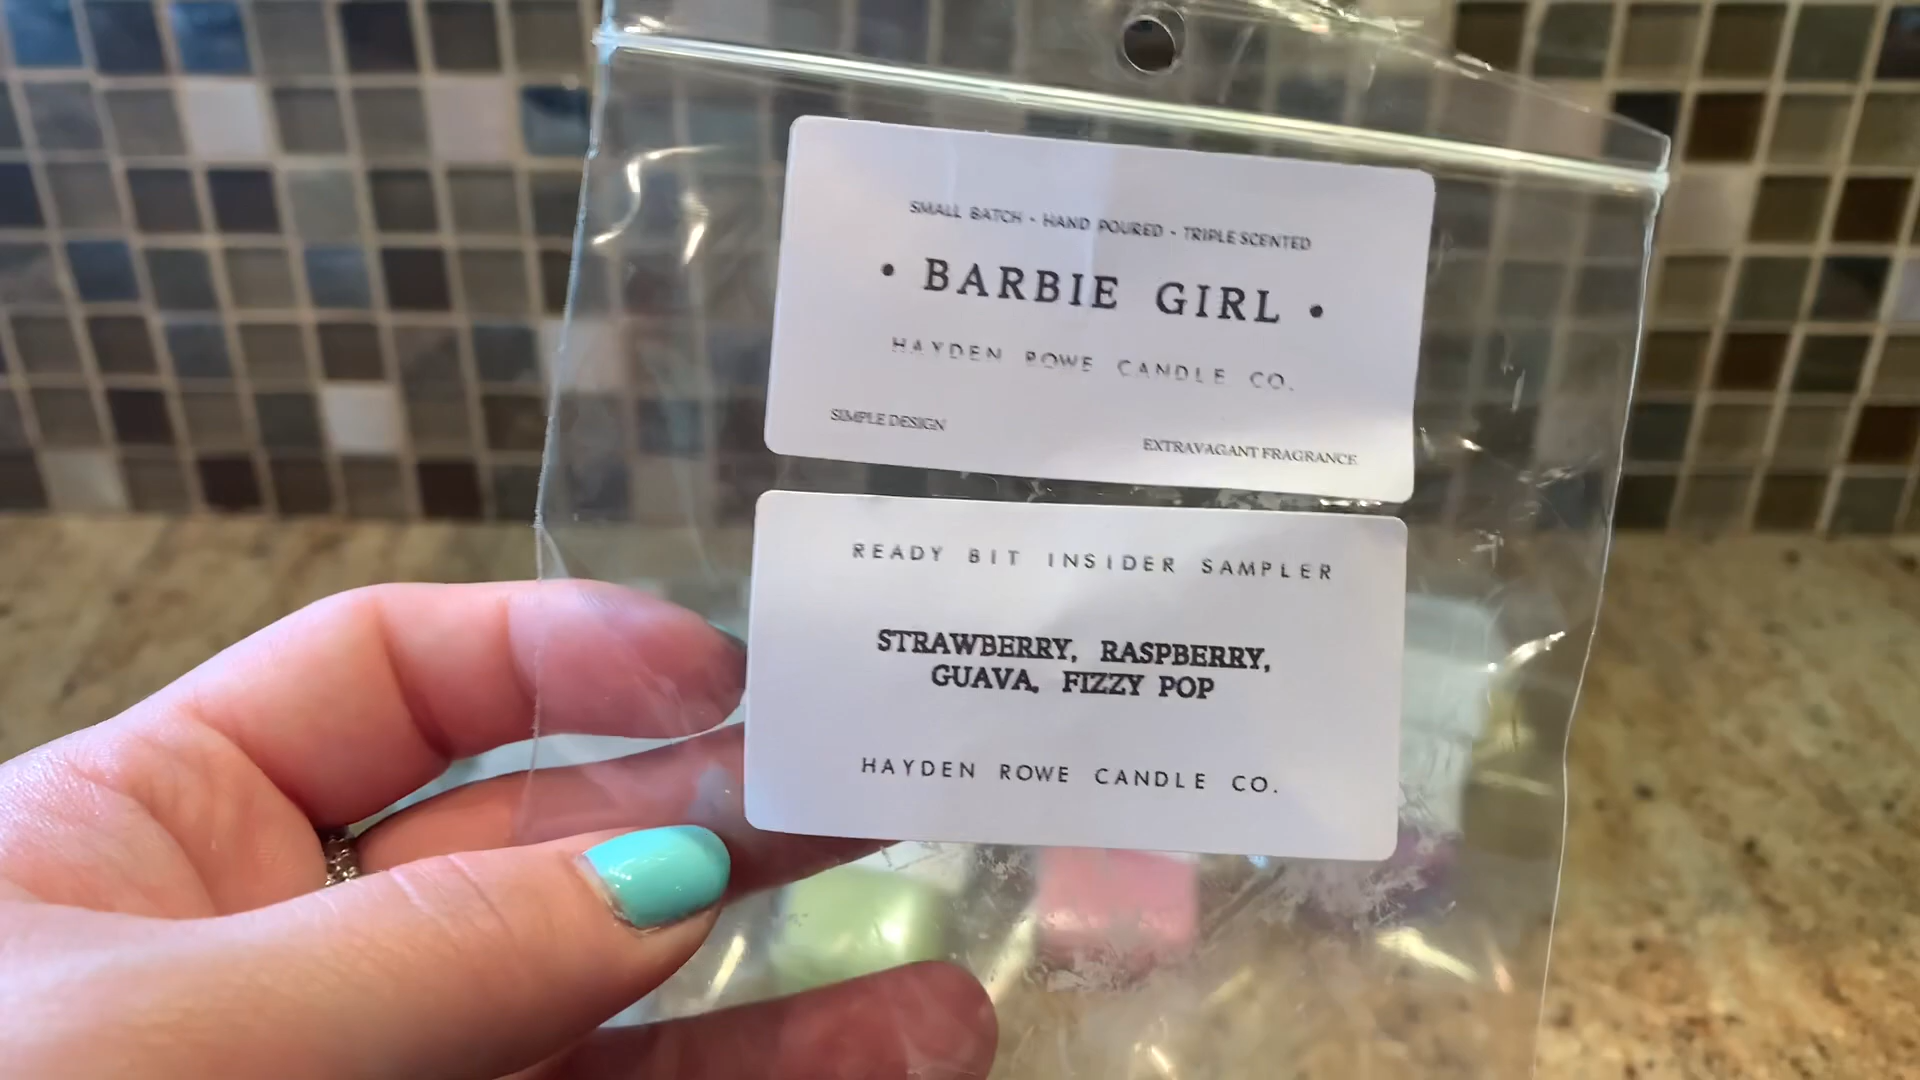 SMALL BATCH • HAND POURED • TRIPLE SCENTED
• BARBIE GIRL •
HAYDEN ROWE CANDLE CO.
SIMPLE DESIGN
EXTRAVAGANT FRAGRANCE
READY BIT INSIDER SAMPLER
STRAWBERRY, RASPBERRY,
GUAVA, FIZZY POP
HAYDEN ROWE CANDLE CO.